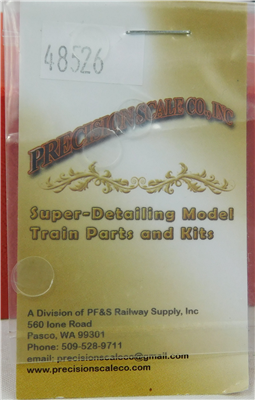 48526
PRECISION SCALE CO., INC
Super-Detailing Model
Train Parts and Kits
A Division of PF&S Railway Supply, Inc
560 Ione Road
Pasco, WA 99301
Phone: 509-528-9711
email: precisionscaleco@gmail.com
www.precisionscaleco.com